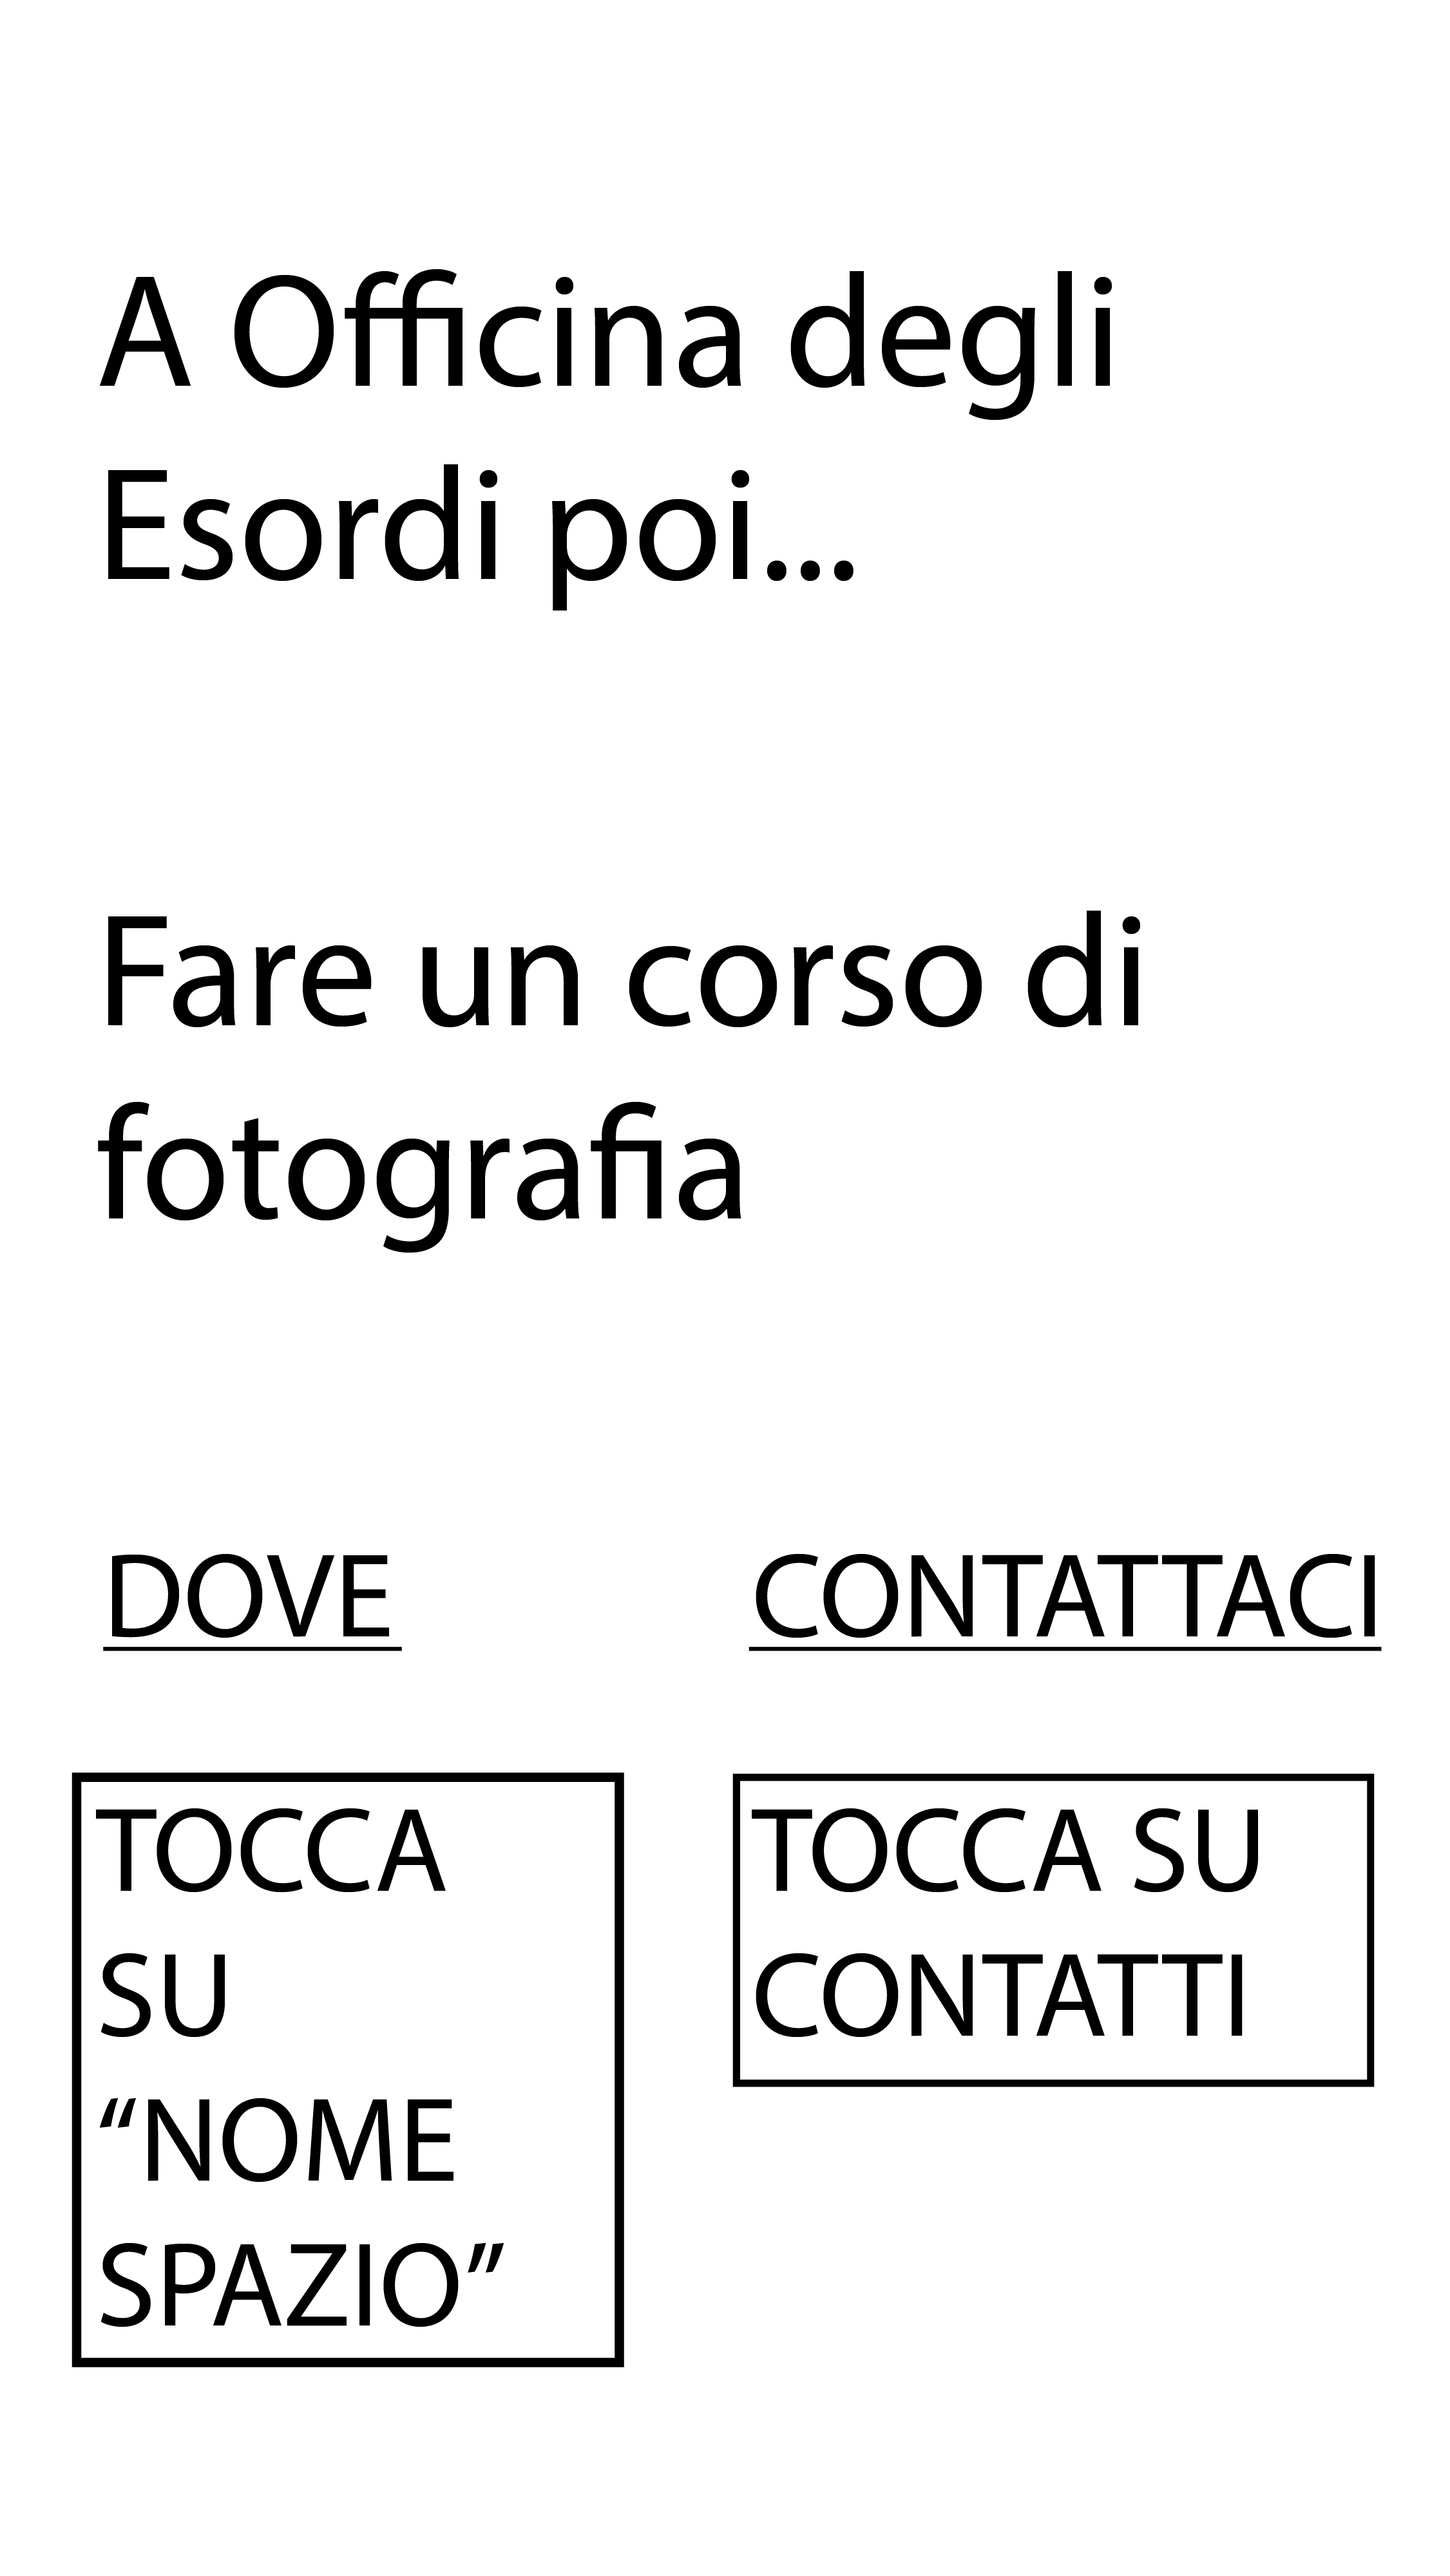 A Officina degli
Esordi poi...
Fare un corso di
fotografia
DOVE
CONTATTACI
TOCCA
SU
“NOME
SPAZIO”
TOCCA SU
CONTATTI